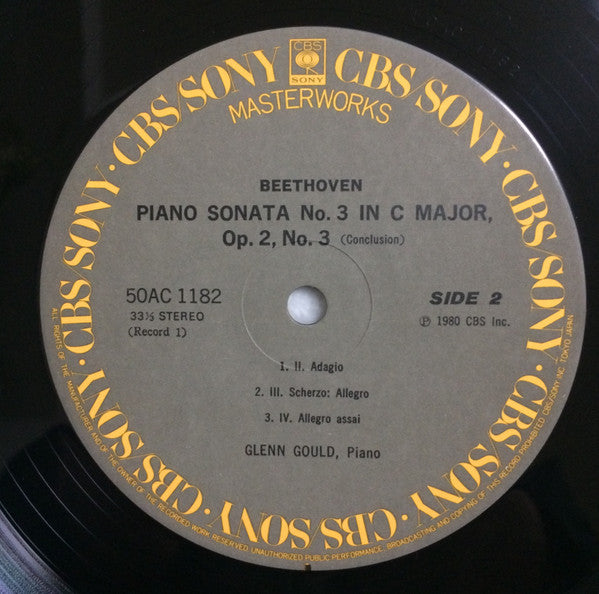 CBS/SONY · CBS/SONY · CBS/SONY · CBS/SONY · CBS/SONY · CBS/SONY · CBS/SONY · CBS/SONY
CBS
SONY
MASTERWORKS
BEETHOVEN
PIANO SONATA No. 3 IN C MAJOR,
Op. 2, No. 3 (Conclusion)
50AC 1182
SIDE 2
33⅓ STEREO
℗ 1980 CBS Inc.
(Record 1)
1. II. Adagio
2. III. Scherzo: Allegro
3. IV. Allegro assai
GLENN GOULD, Piano
ALL RIGHTS OF THE MANUFACTURER AND OF THE OWNER OF THE RECORDED WORK RESERVED. UNAUTHORIZED PUBLIC PERFORMANCE, BROADCASTING AND COPYING OF THIS RECORD PROHIBITED. CBS/SONY INC. TOKYO JAPAN